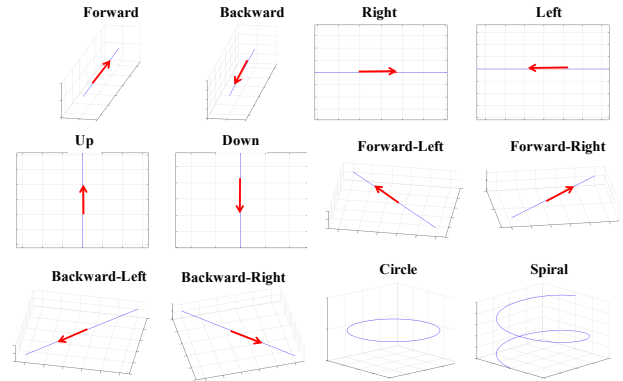 Forward
Backward
Right
Left
Up
Down
Forward-Left
Forward-Right
Backward-Left
Backward-Right
Circle
Spiral